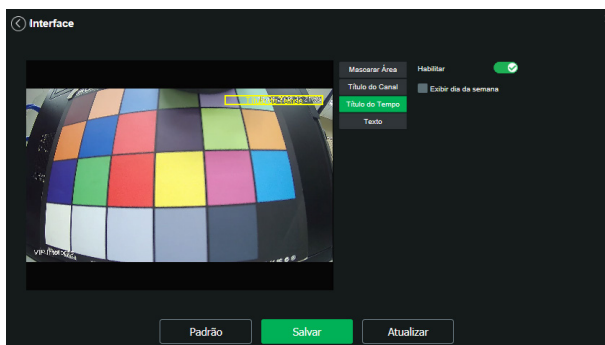 Interface
Mascarar Área
Habilitar
Título do Canal
Exibir dia da semana
Título do Tempo
Texto
Padrão
Salvar
Atualizar